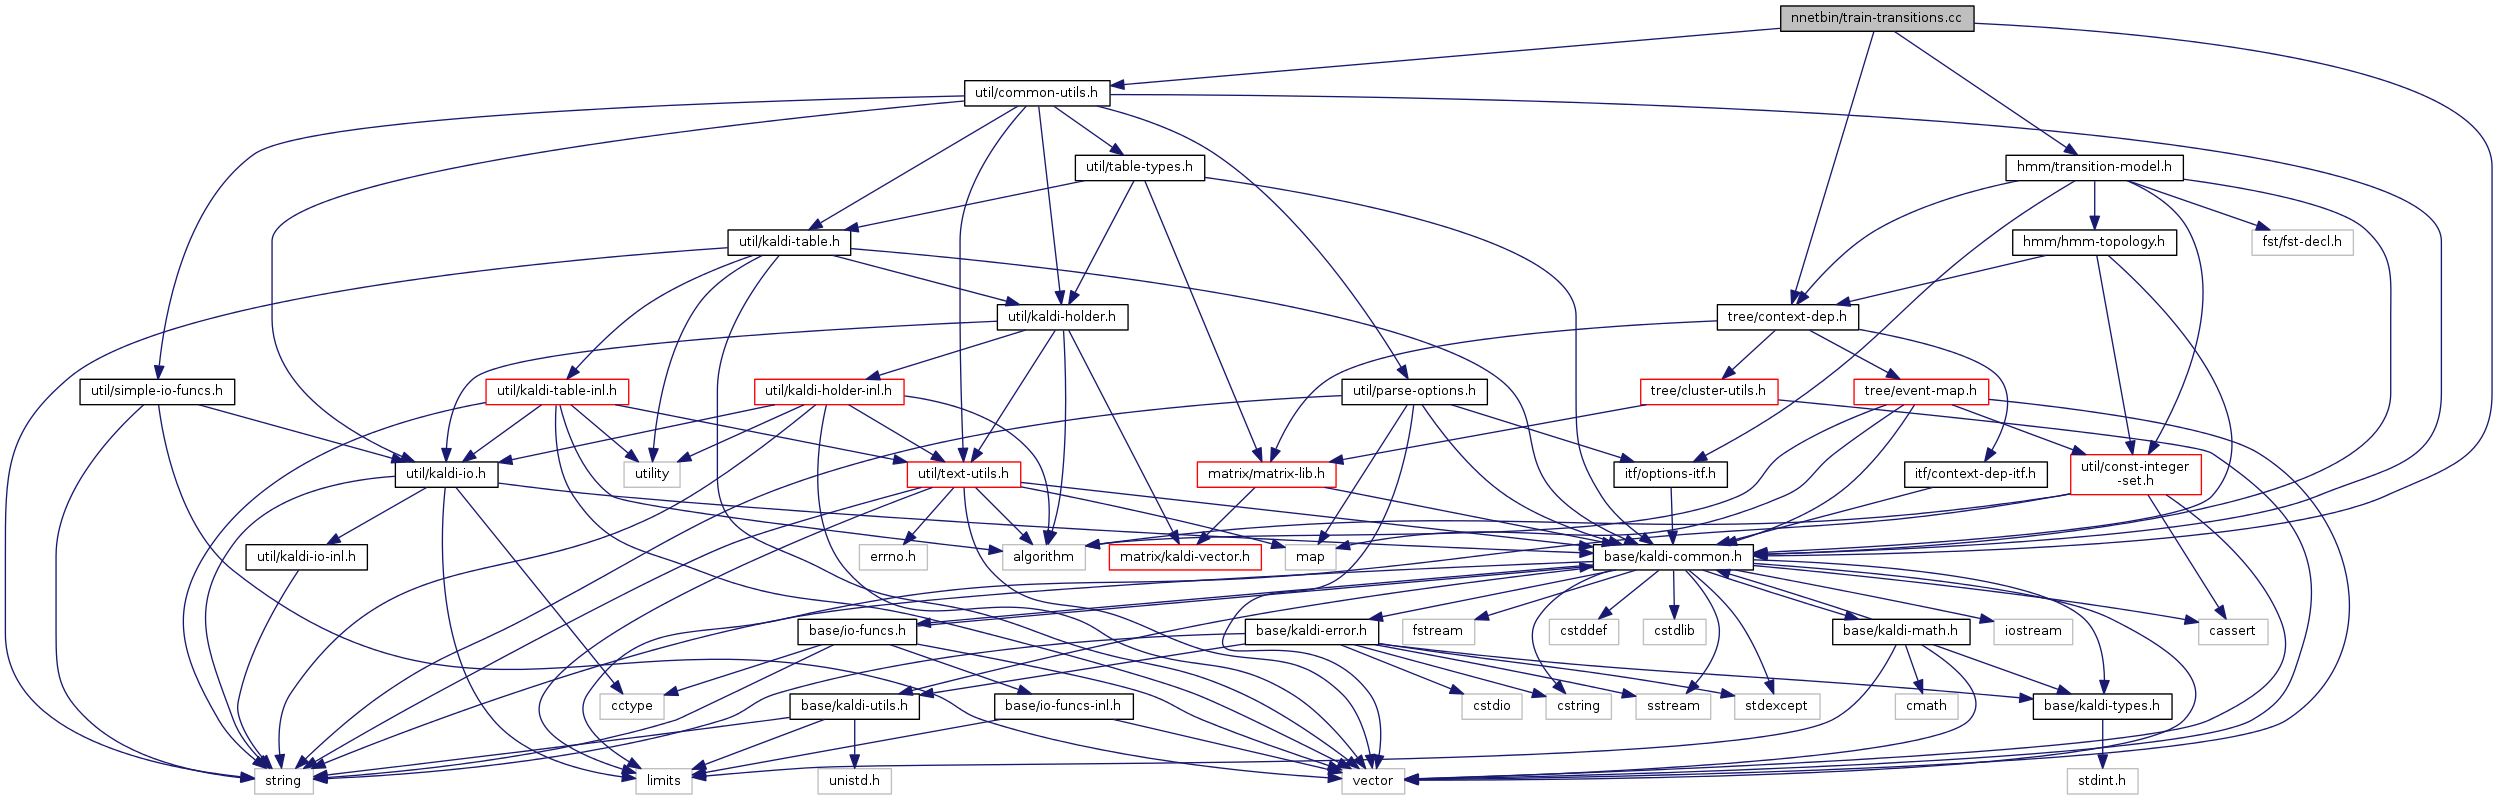 nnetbin/train-transitions.cc
util/common-utils.h
util/table-types.h
hmm/transition-model.h
util/kaldi-table.h
hmm/hmm-topology.h
fst/fst-decl.h
util/kaldi-holder.h
tree/context-dep.h
util/simple-io-funcs.h
util/kaldi-table-inl.h
util/kaldi-holder-inl.h
util/parse-options.h
tree/cluster-utils.h
tree/event-map.h
util/kaldi-io.h
utility
util/text-utils.h
matrix/matrix-lib.h
itf/options-itf.h
itf/context-dep-itf.h
util/const-integer
-set.h
util/kaldi-io-inl.h
errno.h
algorithm
matrix/kaldi-vector.h
map
base/kaldi-common.h
base/io-funcs.h
base/kaldi-error.h
fstream
cstddef
cstdlib
base/kaldi-math.h
iostream
cassert
cctype
base/kaldi-utils.h
base/io-funcs-inl.h
cstdio
cstring
sstream
stdexcept
cmath
base/kaldi-types.h
string
limits
unistd.h
vector
stdint.h